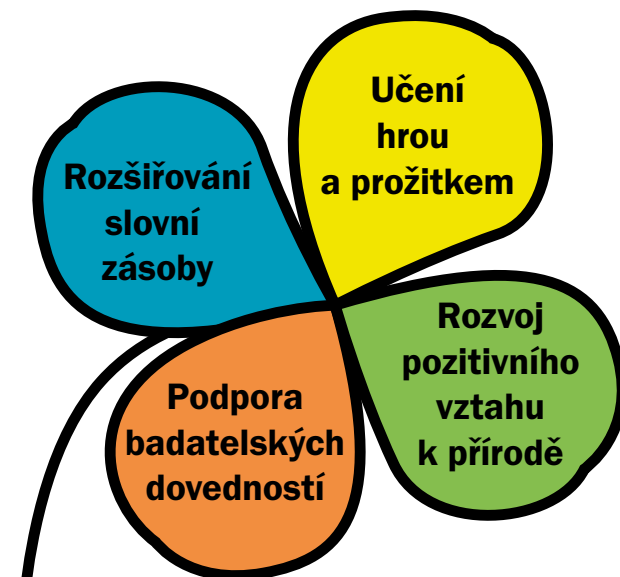 Učení
hrou
a prožitkem
Rozšiřování
slovní
zásoby
Rozvoj
pozitivního
vztahu
k přírodě
Podpora
badatelských
dovedností